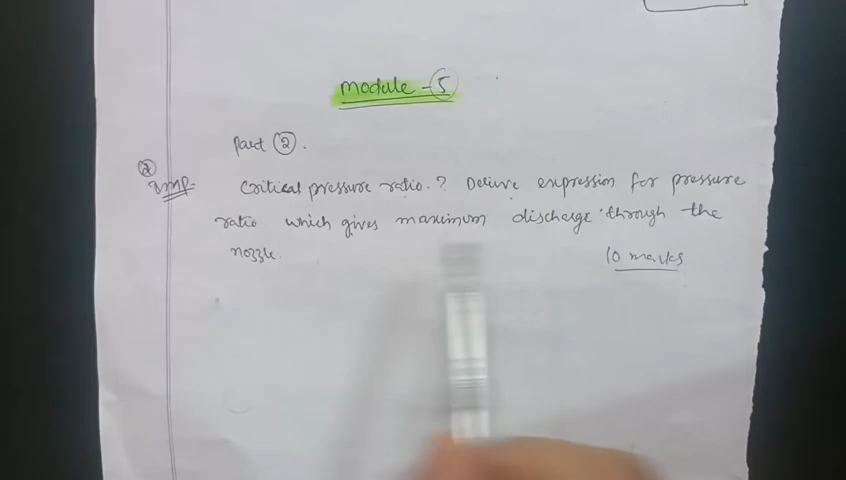 Module - 5
Part 2.
2
Imp Critical pressure ratio.? Derive expression for pressure
ratio which gives maximum discharge through the
nozzle. 10 marks